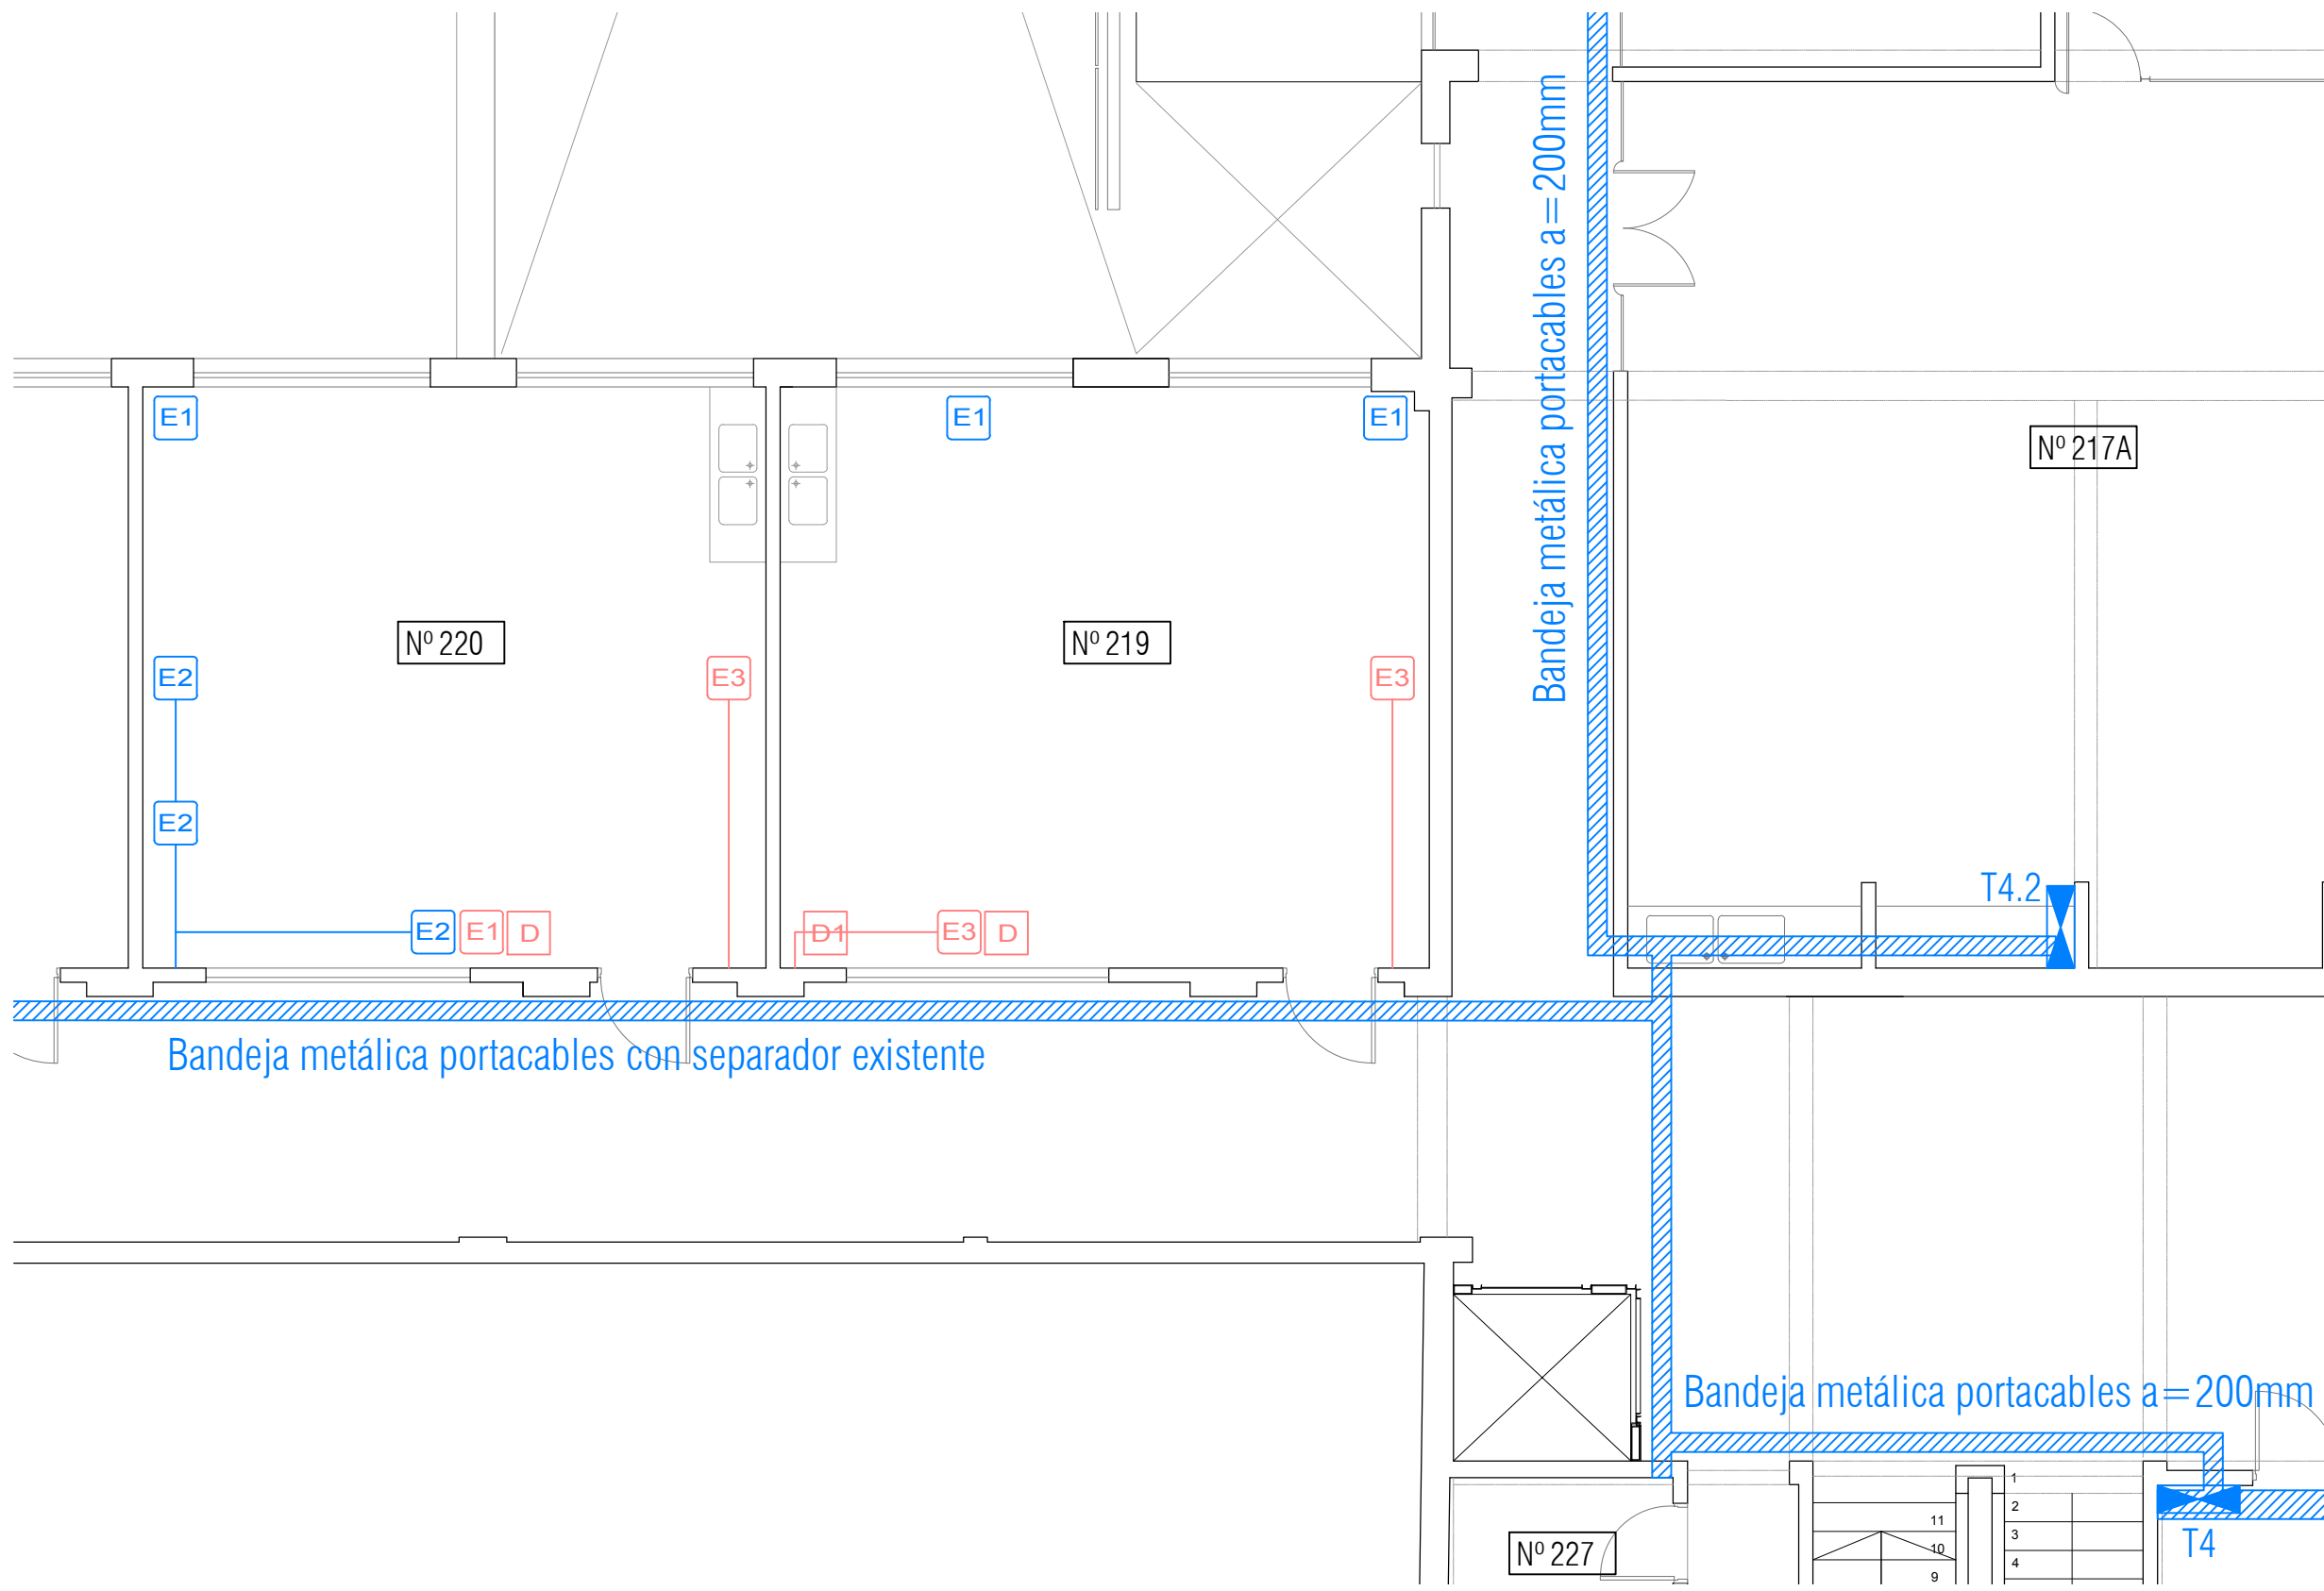 Bandeja metálica portacables a=200mm
E1
E1
E1
Nº 217A
Nº 220
Nº 219
E2
E3
E3
E2
T4.2
E2
E1
D
D1
E3
D
Bandeja metálica portacables con separador existente
Bandeja metálica portacables a=200mm
1
2
11
3
10
4
9
Nº 227
T4